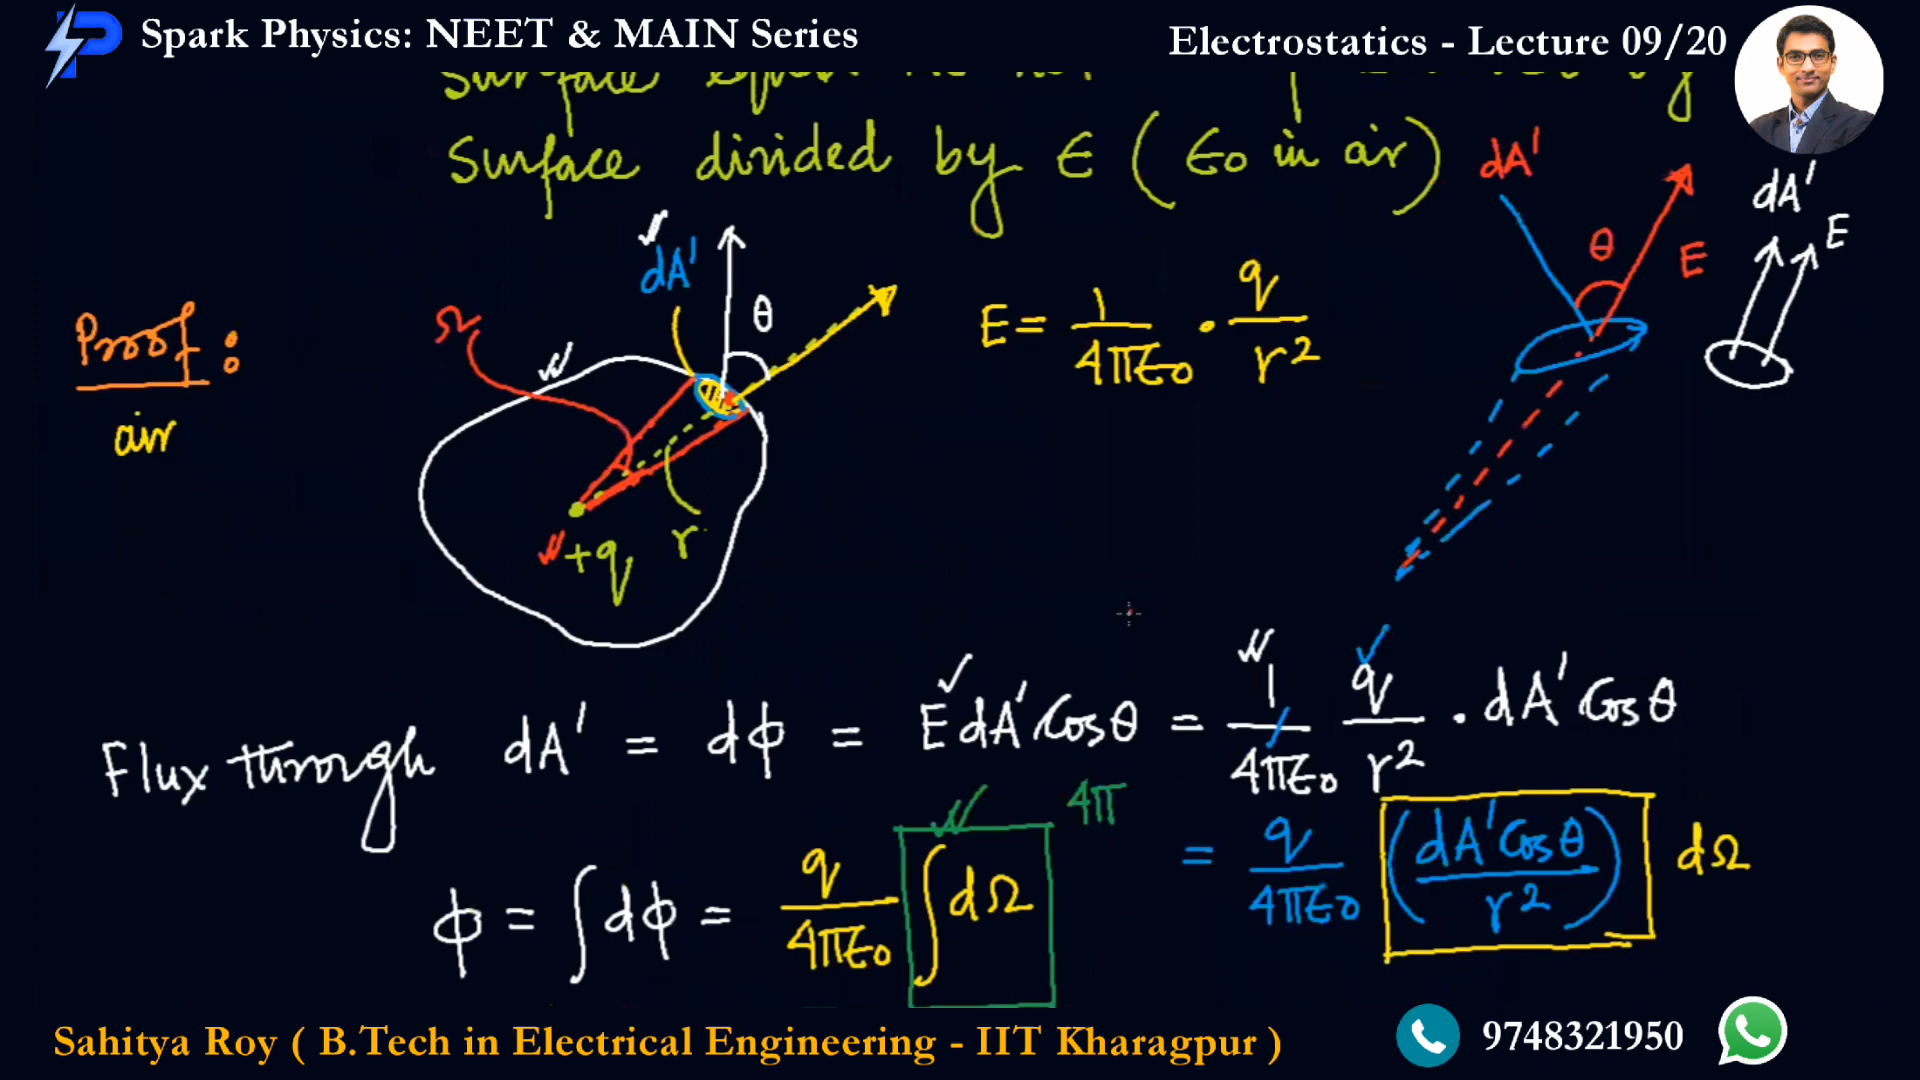 Spark Physics: NEET & MAIN Series
Electrostatics - Lecture 09/20
Surface
Surface divided by ϵ ( ϵ0 in air )
Proof :
air
Ω
dA'
θ
+q
r
E = 1/4πϵ0 · q/r²
dA'
θ
E
dA'
E
Flux through dA' = dϕ = E dA' Cosθ = 1/4πϵ0 q/r² . dA' Cosθ
= q/4πϵ0 (dA' Cosθ / r²) dΩ
ϕ = ∫dϕ = q/4πϵ0 ∫dΩ 4π
Sahitya Roy ( B.Tech in Electrical Engineering - IIT Kharagpur )
9748321950